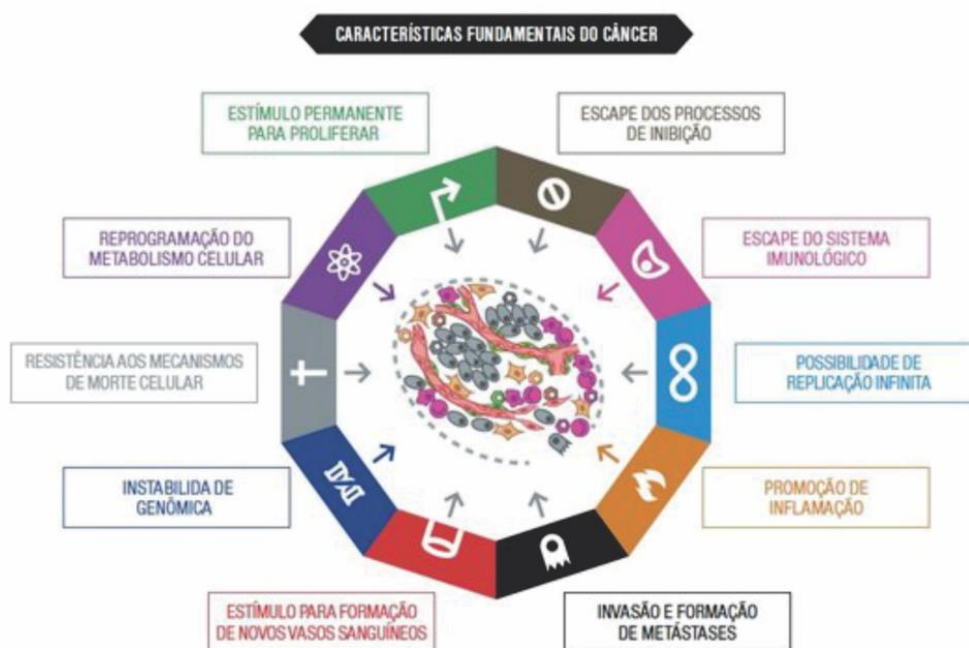 CARACTERÍSTICAS FUNDAMENTAIS DO CÂNCER
ESTÍMULO PERMANENTE
PARA PROLIFERAR
ESCAPE DOS PROCESSOS
DE INIBIÇÃO
REPROGRAMAÇÃO DO
METABOLISMO CELULAR
ESCAPE DO SISTEMA
IMUNOLÓGICO
RESISTÊNCIA AOS MECANISMOS
DE MORTE CELULAR
POSSIBILIDADE DE
REPLICAÇÃO INFINITA
INSTABILIDA DE
GENÔMICA
PROMOÇÃO DE
INFLAMAÇÃO
ESTÍMULO PARA FORMAÇÃO
DE NOVOS VASOS SANGUÍNEOS
INVASÃO E FORMAÇÃO
DE METÁSTASES